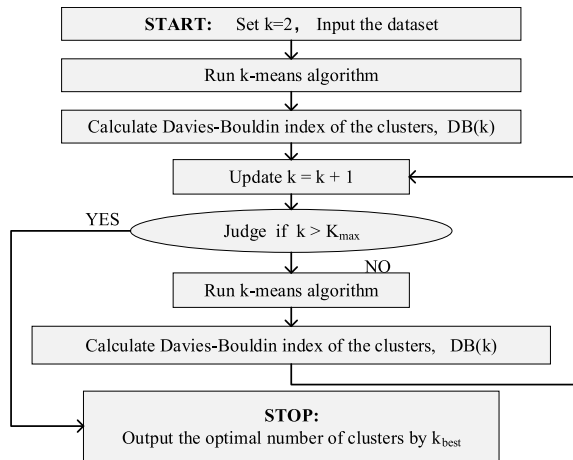 START: Set k=2, Input the dataset
Run k-means algorithm
Calculate Davies-Bouldin index of the clusters, DB(k)
Update k = k + 1
YES
Judge if k > Kmax
NO
Run k-means algorithm
Calculate Davies-Bouldin index of the clusters, DB(k)
STOP:
Output the optimal number of clusters by kbest